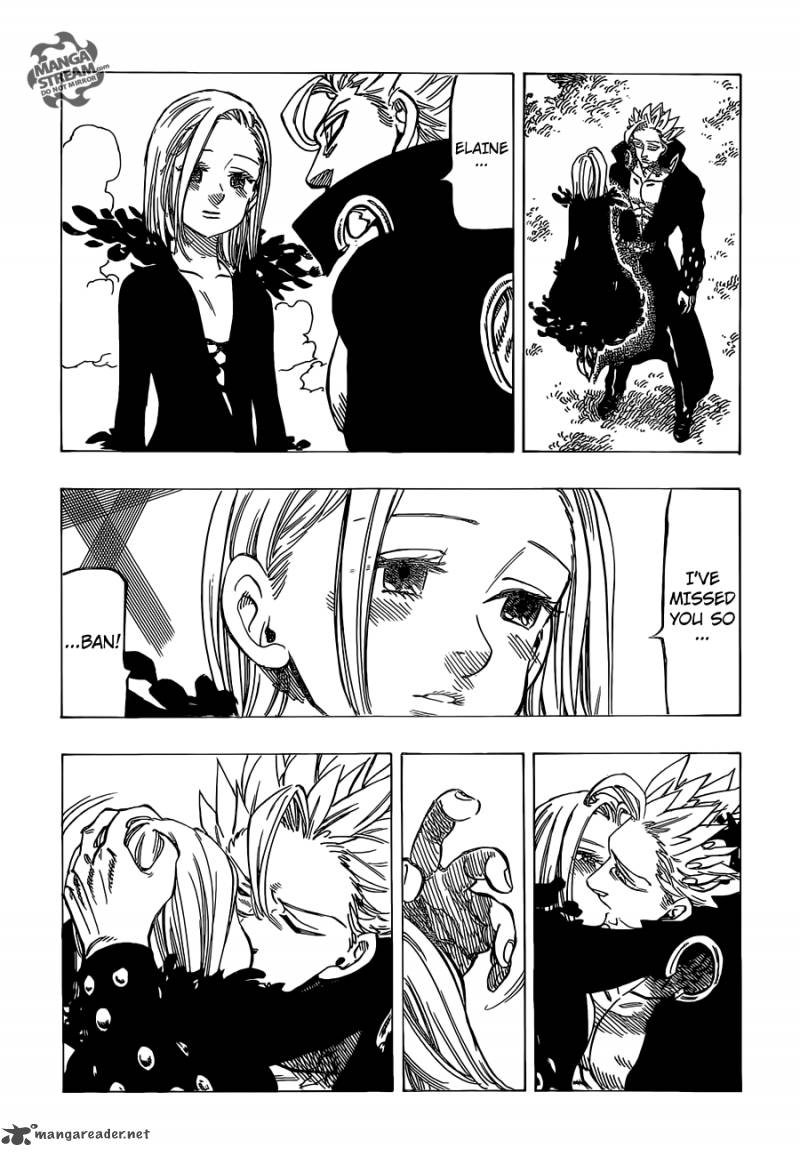 MANGA
STREAM.com
DO NOT MIRROR
ELAINE
...
I'VE
MISSED
YOU SO
...
...BAN!
mangareader.net